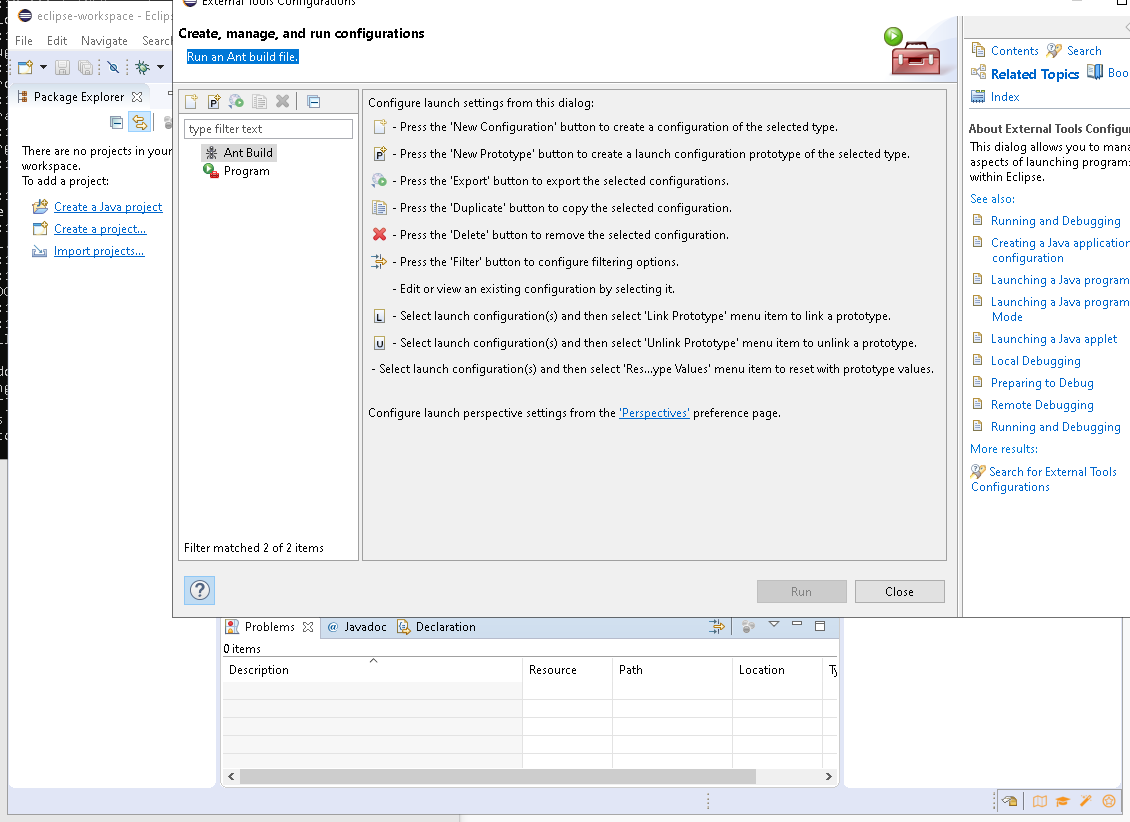 eclipse-workspace - Eclips
File Edit Navigate Search
Package Explorer
There are no projects in your
workspace.
To add a project:
Create a Java project
Create a project...
Import projects...
External Tools Configurations
Create, manage, and run configurations
Run an Ant build file.
type filter text
Ant Build
Program
Filter matched 2 of 2 items
Configure launch settings from this dialog:
- Press the 'New Configuration' button to create a configuration of the selected type.
- Press the 'New Prototype' button to create a launch configuration prototype of the selected type.
- Press the 'Export' button to export the selected configurations.
- Press the 'Duplicate' button to copy the selected configuration.
- Press the 'Delete' button to remove the selected configuration.
- Press the 'Filter' button to configure filtering options.
- Edit or view an existing configuration by selecting it.
L - Select launch configuration(s) and then select 'Link Prototype' menu item to link a prototype.
U - Select launch configuration(s) and then select 'Unlink Prototype' menu item to unlink a prototype.
- Select launch configuration(s) and then select 'Res...ype Values' menu item to reset with prototype values.
Configure launch perspective settings from the 'Perspectives' preference page.
Run Close
Contents Search
Related Topics Boo
Index
About External Tools Configur
This dialog allows you to mana
aspects of launching program
within Eclipse.
See also:
Running and Debugging
Creating a Java application
configuration
Launching a Java program
Launching a Java program
Mode
Launching a Java applet
Local Debugging
Preparing to Debug
Remote Debugging
Running and Debugging
More results:
Search for External Tools
Configurations
Problems @ Javadoc Declaration
0 items
Description Resource Path Location Ty